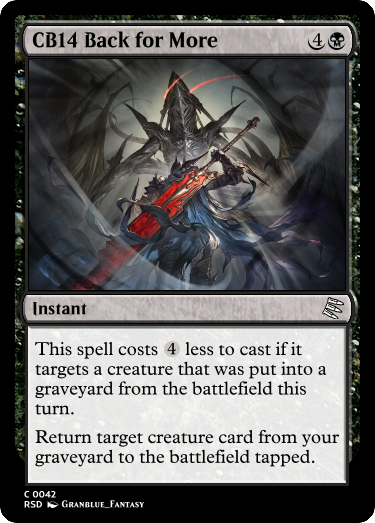 CB14 Back for More
4
Instant
This spell costs 4 less to cast if it
targets a creature that was put into a
graveyard from the battlefield this
turn.
Return target creature card from your
graveyard to the battlefield tapped.
C 0042
RSD Granblue_Fantasy